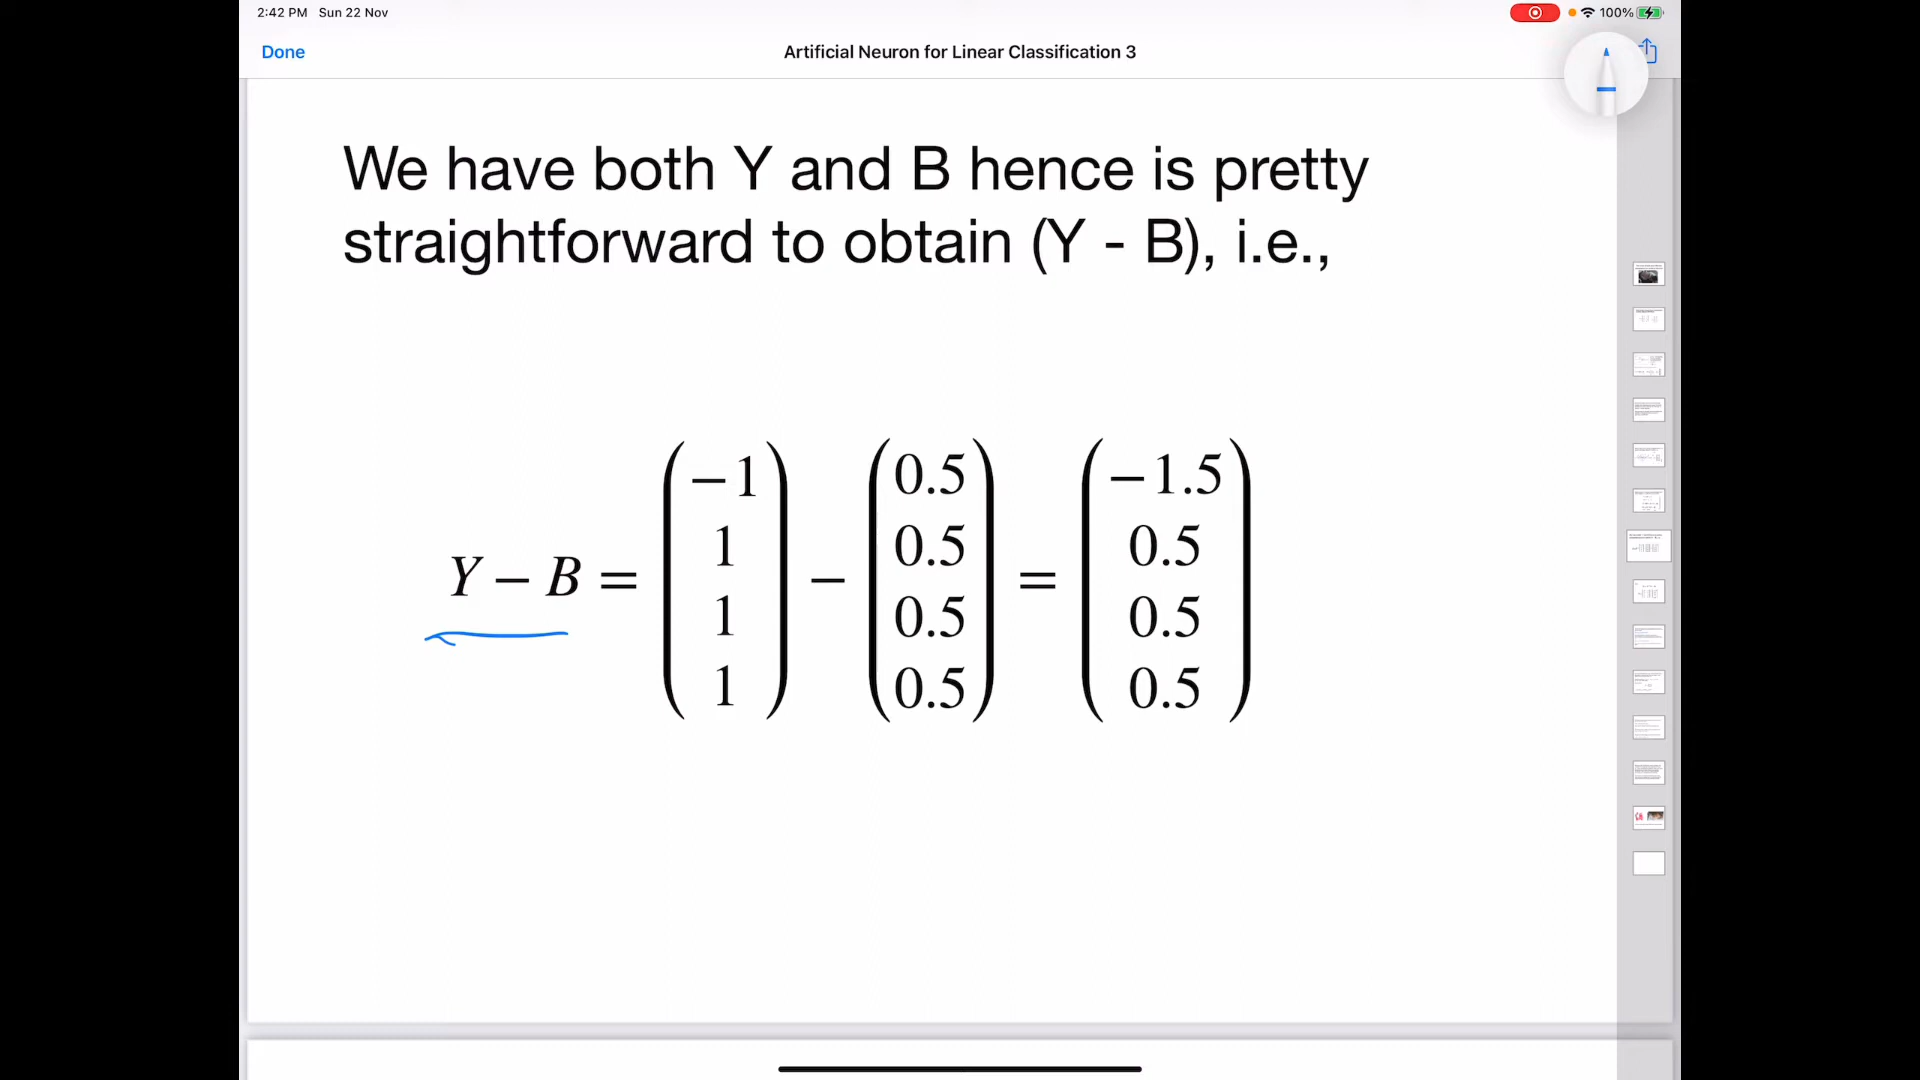 2:42 PM Sun 22 Nov 100%
Done Artificial Neuron for Linear Classification 3
We have both Y and B hence is pretty
straightforward to obtain (Y - B), i.e.,
−1 0.5 −1.5
1 0.5 0.5
Y − B = − =
1 0.5 0.5
1 0.5 0.5